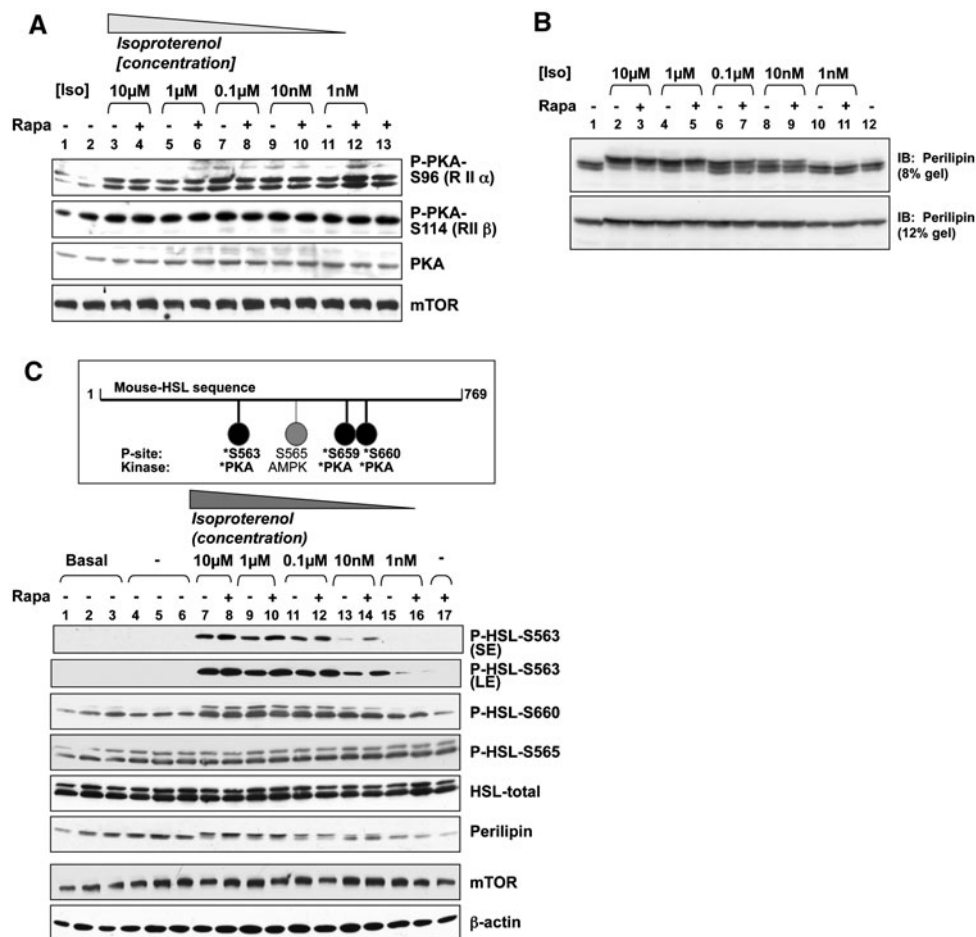 A
Isoproterenol
[concentration]
[Iso] 10µM 1µM 0.1µM 10nM 1nM
Rapa - - - + - + - + - + - + +
1 2 3 4 5 6 7 8 9 10 11 12 13
P-PKA-
S96 (R II α)
P-PKA-
S114 (RII β)
PKA
mTOR
B
[Iso] - 10µM 1µM 0.1µM 10nM 1nM
Rapa - - + - + - + - + - + -
1 2 3 4 5 6 7 8 9 10 11 12
IB: Perilipin
(8% gel)
IB: Perilipin
(12% gel)
C
Mouse-HSL sequence
1 769
P-site: *S563 S565 *S659 *S660
Kinase: *PKA AMPK *PKA *PKA
Isoproterenol
(concentration)
Basal - 10µM 1µM 0.1µM 10nM 1nM -
Rapa - - - - - - - + - + - + - + - + +
1 2 3 4 5 6 7 8 9 10 11 12 13 14 15 16 17
P-HSL-S563
(SE)
P-HSL-S563
(LE)
P-HSL-S660
P-HSL-S565
HSL-total
Perilipin
mTOR
β-actin